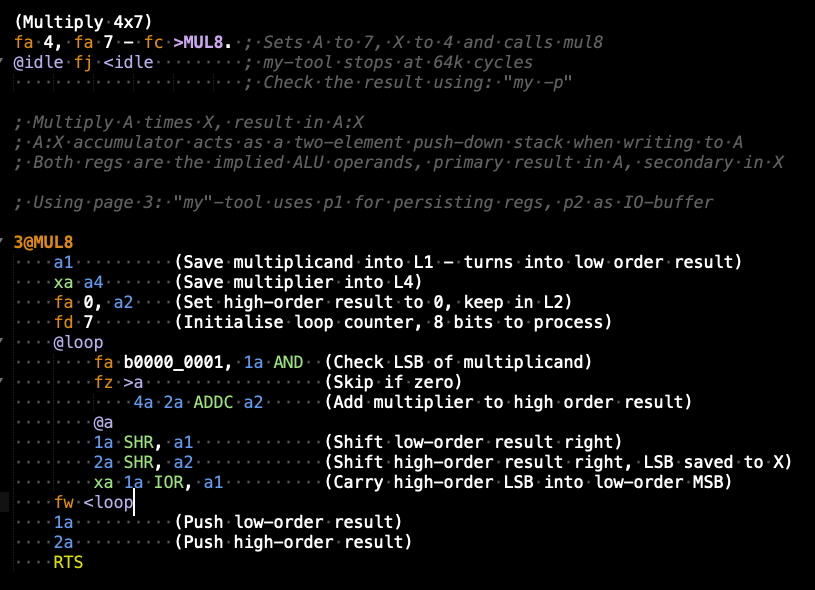 (Multiply 4x7)
fa 4, fa 7 - fc >MUL8. ; Sets A to 7, X to 4 and calls mul8
@idle fj <idle         ; my-tool stops at 64k cycles
                       ; Check the result using: "my -p"
; Multiply A times X, result in A:X
; A:X accumulator acts as a two-element push-down stack when writing to A
; Both regs are the implied ALU operands, primary result in A, secondary in X
; Using page 3: "my"-tool uses p1 for persisting regs, p2 as IO-buffer
3@MUL8
    a1          (Save multiplicand into L1 - turns into low order result)
    xa a4       (Save multiplier into L4)
    fa 0, a2    (Set high-order result to 0, keep in L2)
    fd 7        (Initialise loop counter, 8 bits to process)
    @loop
        fa b0000_0001, 1a AND  (Check LSB of multiplicand)
        fz >a                  (Skip if zero)
            4a 2a ADDC a2      (Add multiplier to high order result)
        @a
        1a SHR, a1             (Shift low-order result right)
        2a SHR, a2             (Shift high-order result right, LSB saved to X)
        xa 1a IOR, a1          (Carry high-order LSB into low-order MSB)
    fw <loop
    1a          (Push low-order result)
    2a          (Push high-order result)
    RTS